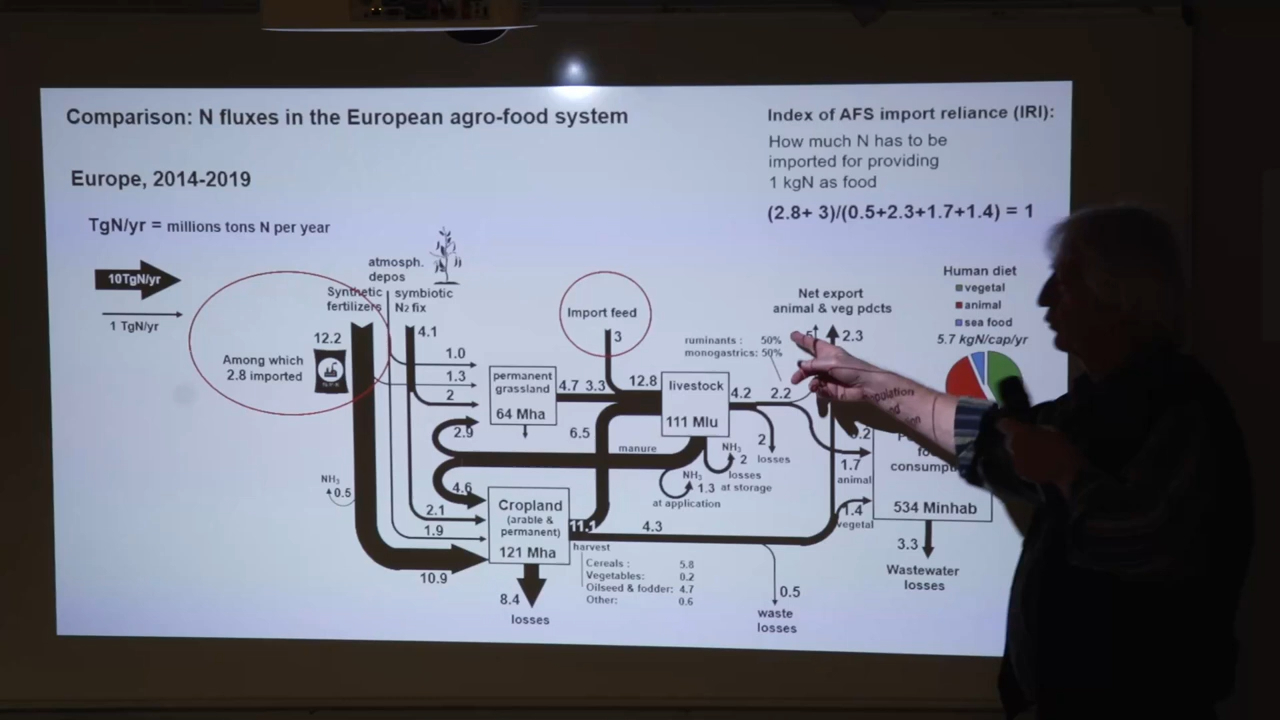 Comparison: N fluxes in the European agro-food system
Index of AFS import reliance (IRI):
How much N has to be
imported for providing
1 kgN as food
(2.8+ 3)/(0.5+2.3+1.7+1.4) = 1
Europe, 2014-2019
TgN/yr = millions tons N per year
10TgN/yr
1 TgN/yr
atmosph.
depos
Synthetic
fertilizers
symbiotic
N2 fix
12.2
Among which
2.8 imported
4.1
1.0
1.3
2
2.9
4.6
2.1
1.9
NH3
0.5
10.9
permanent
grassland
64 Mha
4.7
3.3
Import feed
3
12.8
6.5
livestock
111 Mlu
manure
ruminants : 50%
monogastrics: 50%
4.2
2.2
2
losses
NH3
2
losses
at storage
NH3
1.3
at application
Net export
animal & veg pdcts
2.3
Human diet
vegetal
animal
sea food
5.7 kgN/cap/yr
1.7
animal
1.4
vegetal
534 Minhab
3.3
Wastewater
losses
Cropland
(arable &
permanent)
121 Mha
11.1
4.3
harvest
Cereals : 5.8
Vegetables: 0.2
Oilseed & fodder: 4.7
Other: 0.6
8.4
losses
0.5
waste
losses